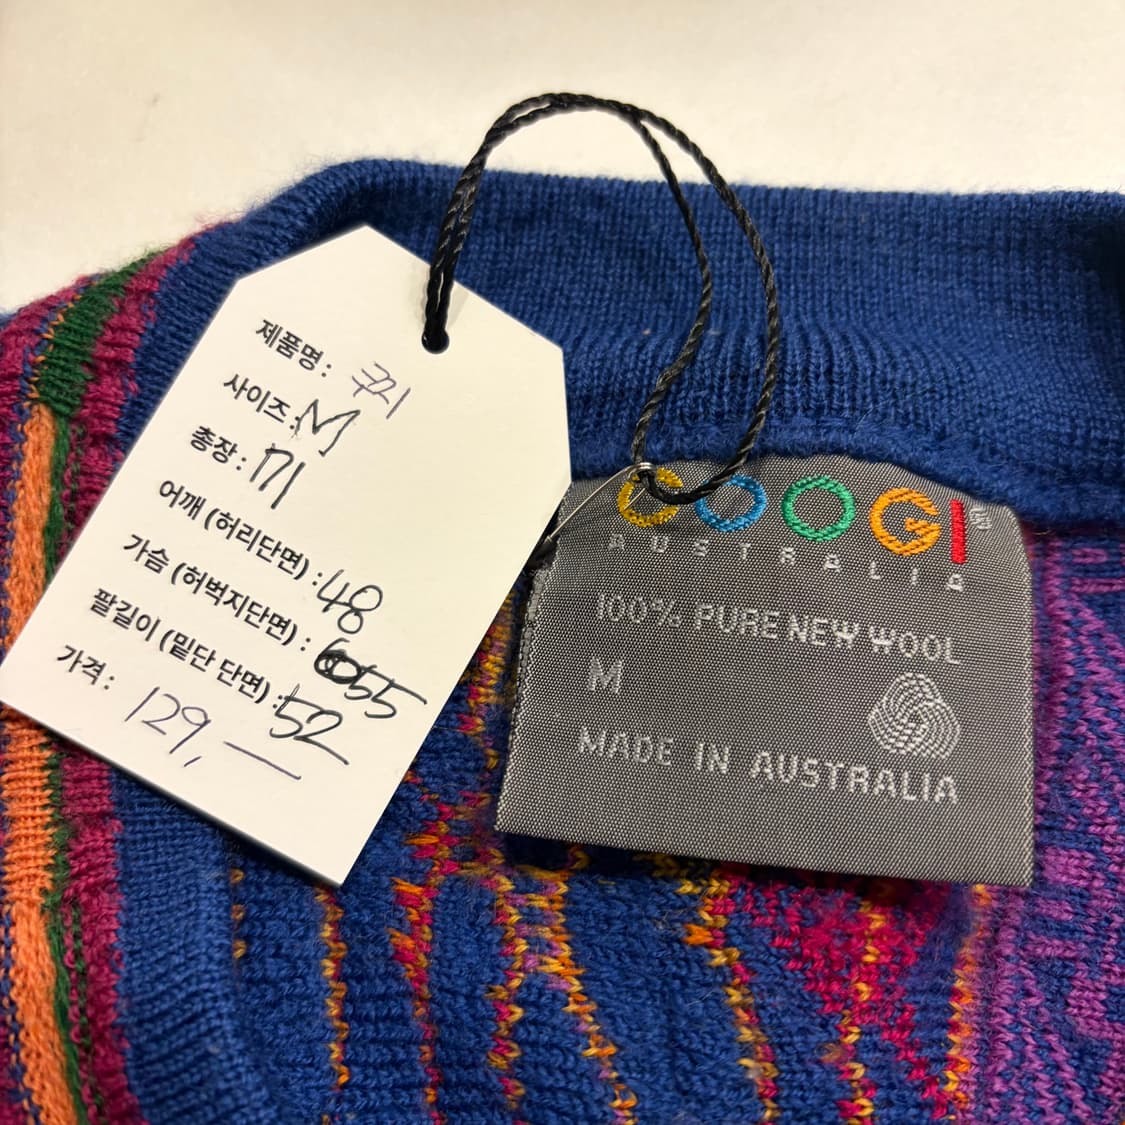 제품명 : 쿠기
사이즈 : M
총장 : 71
어깨 (허리단면) : 48
가슴 (허벅지단면) : 55
팔길이 (밑단 단면) : 52
가격 : 129,—
COOGI
AUSTRALIA
100% PURE NEW WOOL
M
MADE IN AUSTRALIA